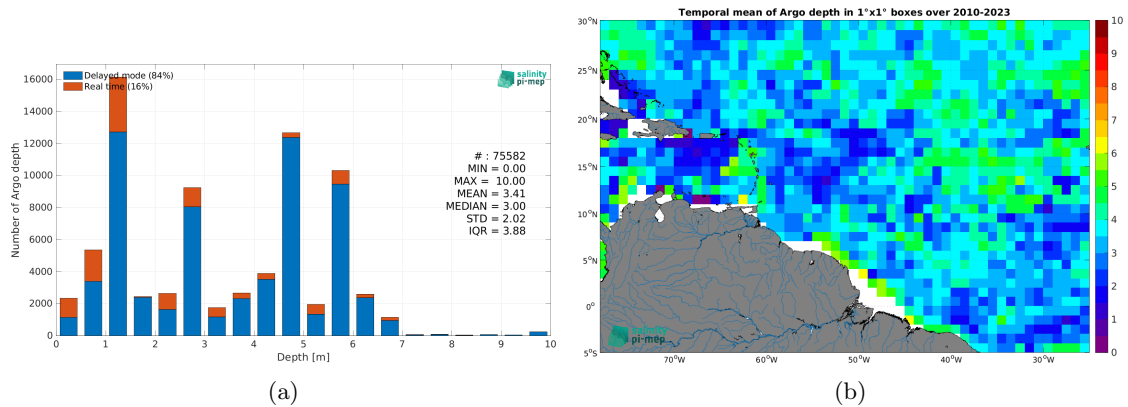 Delayed mode (84%)
Real time (16%)
salinity
pi-mep
16000
14000
12000
10000
8000
6000
4000
2000
0
Number of Argo depth
# : 75582
MIN = 0.00
MAX = 10.00
MEAN = 3.41
MEDIAN = 3.00
STD = 2.02
IQR = 3.88
0 1 2 3 4 5 6 7 8 9 10
Depth [m]
(a)
Temporal mean of Argo depth in 1°x1° boxes over 2010-2023
30°N
25°N
20°N
15°N
10°N
5°N
0°
5°S
70°W 60°W 50°W 40°W 30°W
salinity
pi-mep
10
9
8
7
6
5
4
3
2
1
0
(b)